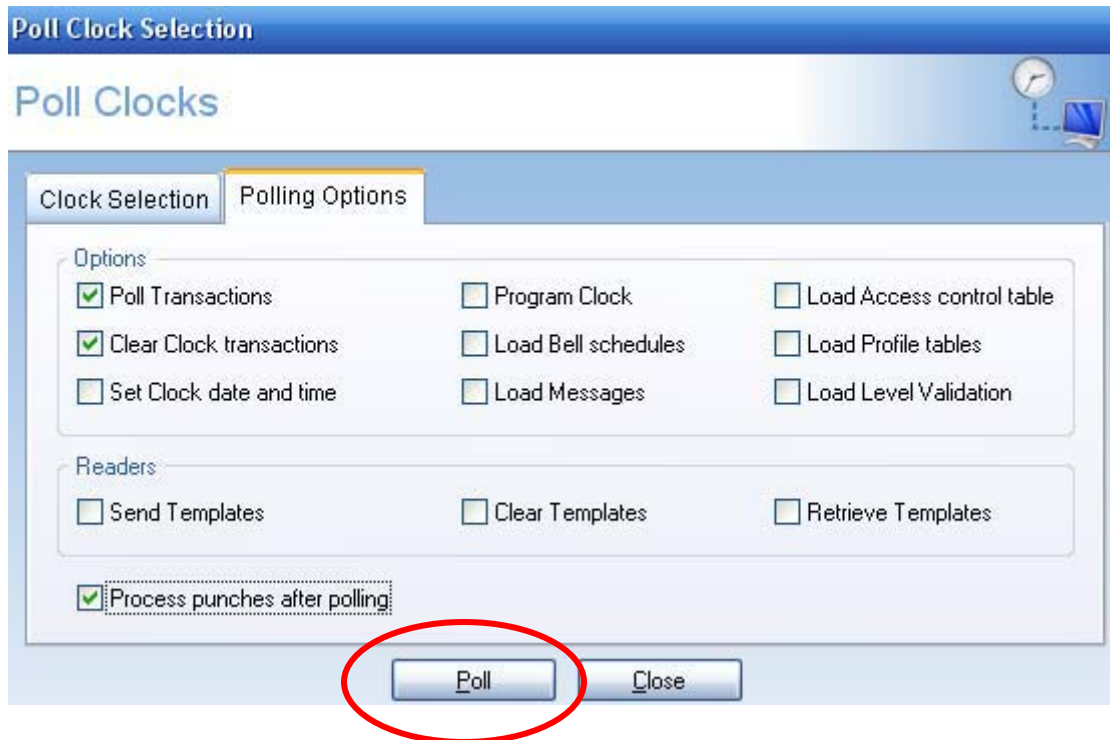 Poll Clock Selection
Poll Clocks
Clock Selection Polling Options
Options
Poll Transactions Program Clock Load Access control table
Clear Clock transactions Load Bell schedules Load Profile tables
Set Clock date and time Load Messages Load Level Validation
Readers
Send Templates Clear Templates Retrieve Templates
Process punches after polling
Poll Close